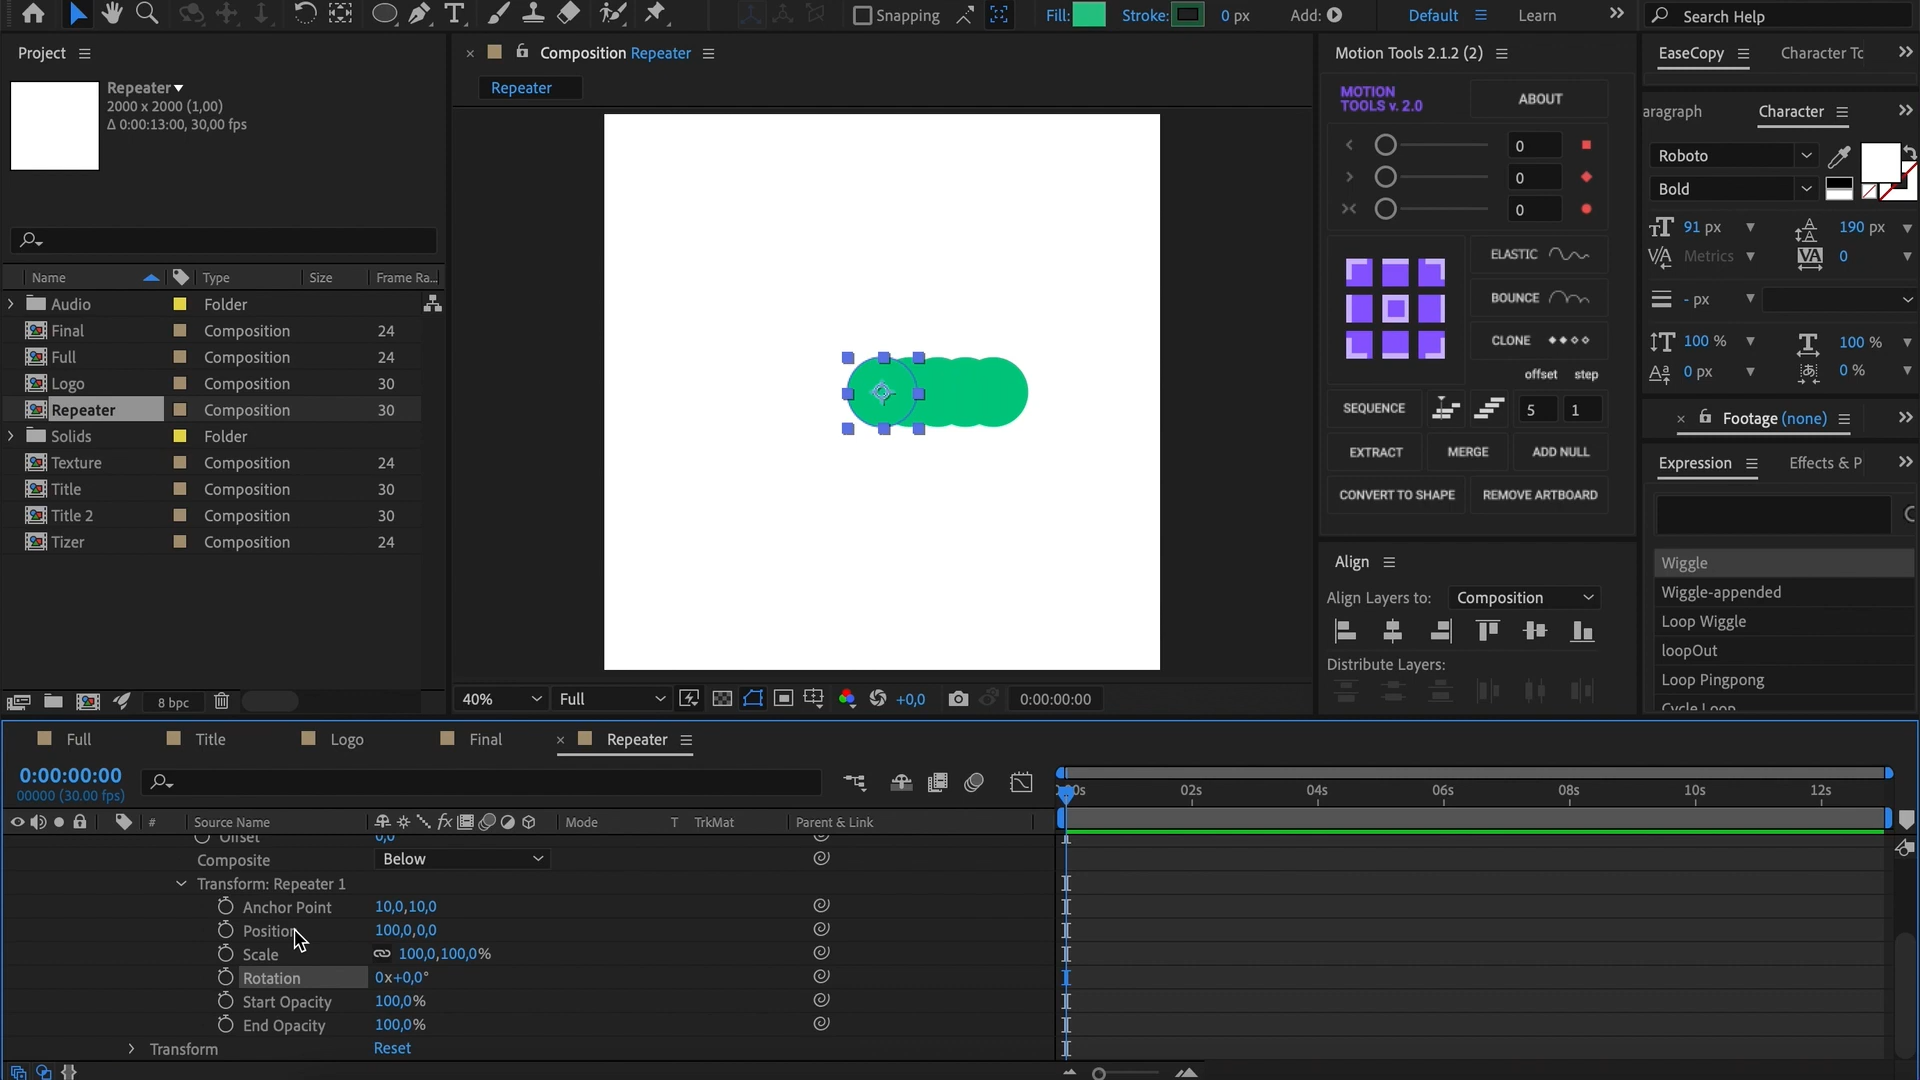 Snapping
Fill:
Stroke:
0 px
Add:
Default
Learn
Search Help
Project
Repeater
2000 x 2000 (1,00)
Δ 0:00:13:00, 30,00 fps
Name
Type
Size
Frame Ra...
Audio
Folder
Final
Composition
24
Full
Composition
24
Logo
Composition
30
Repeater
Composition
30
Solids
Folder
Texture
Composition
24
Title
Composition
30
Title 2
Composition
30
Tizer
Composition
24
8 bpc
Composition Repeater
Repeater
40%
Full
+0,0
0:00:00:00
Motion Tools 2.1.2 (2)
MOTION
TOOLS v. 2.0
ABOUT
0
0
0
ELASTIC
BOUNCE
CLONE
offset
step
SEQUENCE
5
1
EXTRACT
MERGE
ADD NULL
CONVERT TO SHAPE
REMOVE ARTBOARD
Align
Align Layers to:
Composition
Distribute Layers:
EaseCopy
Character Tc
aragraph
Character
Roboto
Bold
91 px
190 px
Metrics
0
- px
100 %
100 %
0 px
0 %
Footage (none)
Expression
Effects & P
Wiggle
Wiggle-appended
Loop Wiggle
loopOut
Loop Pingpong
Cycle Loop
Full
Title
Logo
Final
Repeater
0:00:00:00
00000 (30.00 fps)
02s
04s
06s
08s
10s
12s
#
Source Name
Mode
T
TrkMat
Parent & Link
Offset
0,0
Composite
Below
Transform: Repeater 1
Anchor Point
10,0,10,0
Position
100,0,0,0
Scale
100,0,100,0%
Rotation
0x+0,0°
Start Opacity
100,0%
End Opacity
100,0%
Transform
Reset